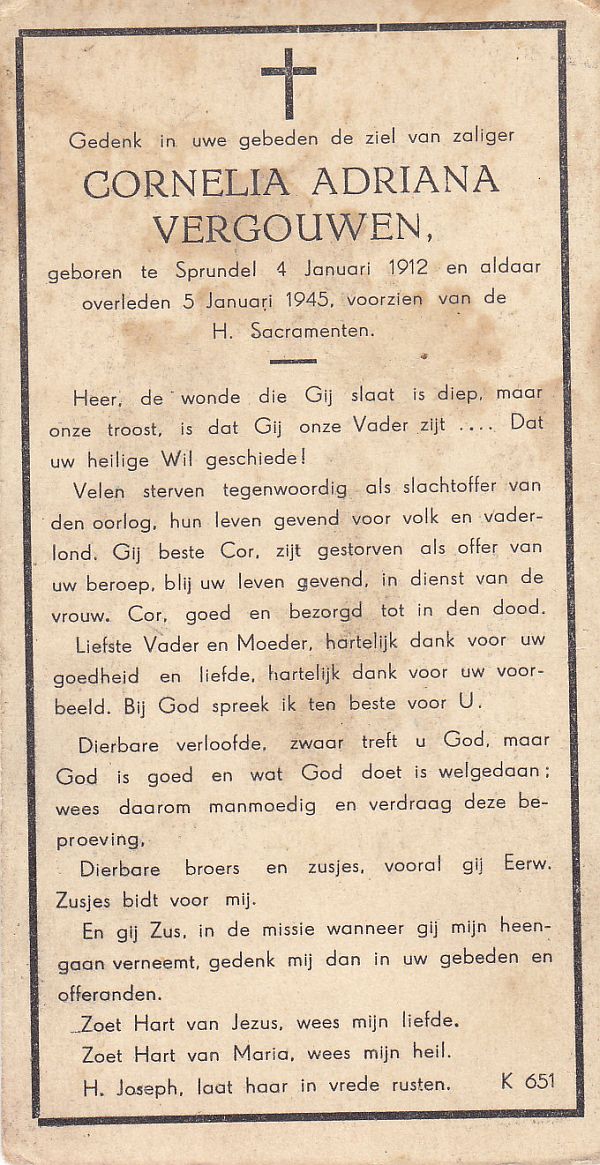 Gedenk in uwe gebeden de ziel van zaliger
CORNELIA ADRIANA
VERGOUWEN,
geboren te Sprundel 4 Januari 1912 en aldaar
overleden 5 Januari 1945, voorzien van de
H. Sacramenten.
Heer, de wonde die Gij slaat is diep, maar
onze troost, is dat Gij onze Vader zijt .... Dat
uw heilige Wil geschiede!
Velen sterven tegenwoordig als slachtoffer van
den oorlog, hun leven gevend voor volk en vader-
lond. Gij beste Cor, zijt gestorven als offer van
uw beroep, blij uw leven gevend, in dienst van de
vrouw. Cor, goed en bezorgd tot in den dood.
Liefste Vader en Moeder, hartelijk dank voor uw
goedheid en liefde, hartelijk dank voor uw voor-
beeld. Bij God spreek ik ten beste voor U.
Dierbare verloofde, zwaar treft u God, maar
God is goed en wat God doet is welgedaan;
wees daarom manmoedig en verdraag deze be-
proeving,
Dierbare broers en zusjes, vooral gij Eerw.
Zusjes bidt voor mij.
En gij Zus, in de missie wanneer gij mijn heen-
gaan verneemt, gedenk mij dan in uw gebeden en
offeranden.
Zoet Hart van Jezus, wees mijn liefde.
Zoet Hart van Maria, wees mijn heil.
H. Joseph, laat haar in vrede rusten. K 651